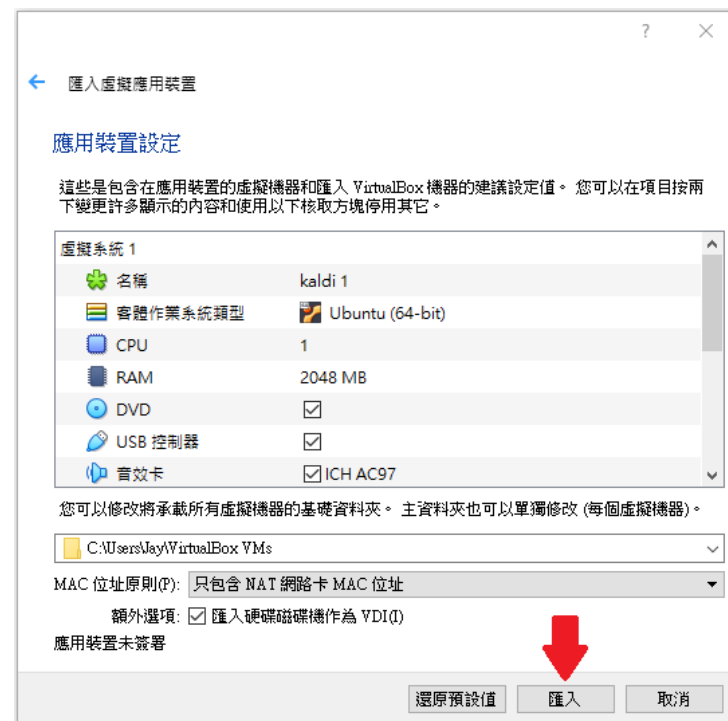 ?
匯入虛擬應用裝置
應用裝置設定
這些是包含在應用裝置的虛擬機器和匯入 VirtualBox 機器的建議設定值。 您可以在項目按兩
下變更許多顯示的內容和使用以下核取方塊停用其它。
虛擬系統 1
名稱 kaldi 1
客體作業系統類型 Ubuntu (64-bit)
CPU 1
RAM 2048 MB
DVD
USB 控制器
音效卡 ICH AC97
您可以修改將承載所有虛擬機器的基礎資料夾。 主資料夾也可以單獨修改 (每個虛擬機器)。
C:\Users\Jay\VirtualBox VMs
MAC 位址原則(P): 只包含 NAT 網路卡 MAC 位址
額外選項: 匯入硬碟磁碟機作為 VDI(I)
應用裝置未簽署
還原預設值 匯入 取消